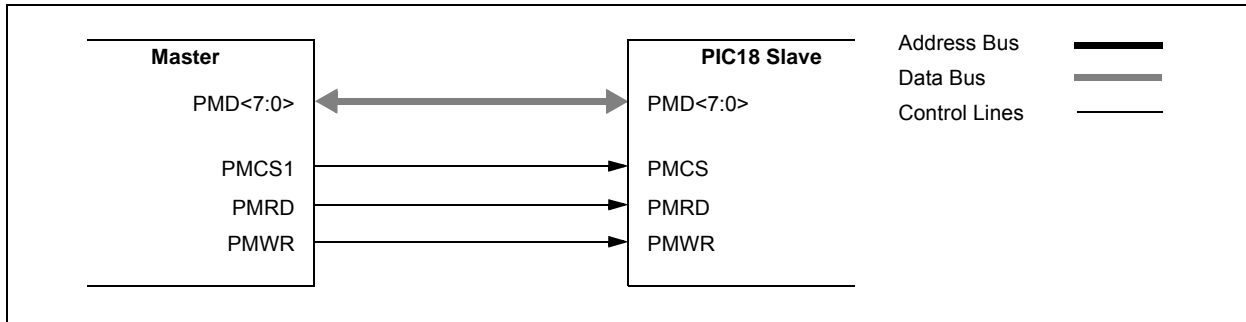 Master
PMD<7:0>
PMCS1
PMRD
PMWR
PIC18 Slave
PMD<7:0>
PMCS
PMRD
PMWR
Address Bus
Data Bus
Control Lines